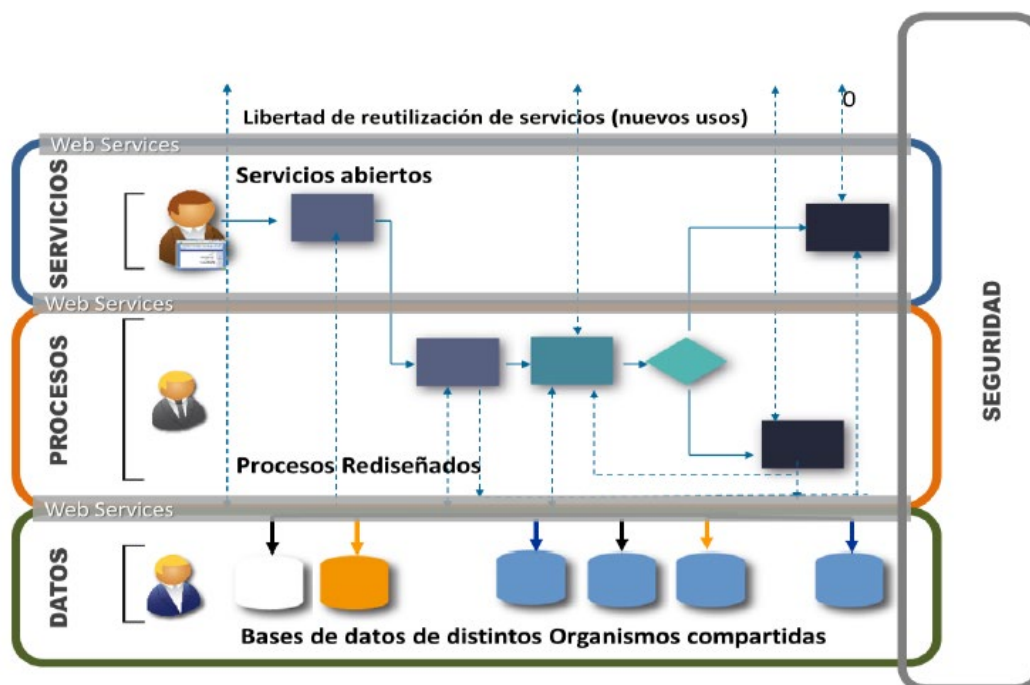 0
Libertad de reutilización de servicios (nuevos usos)
Web Services
SERVICIOS
Servicios abiertos
Web Services
PROCESOS
Procesos Rediseñados
Web Services
DATOS
Bases de datos de distintos Organismos compartidas
SEGURIDAD